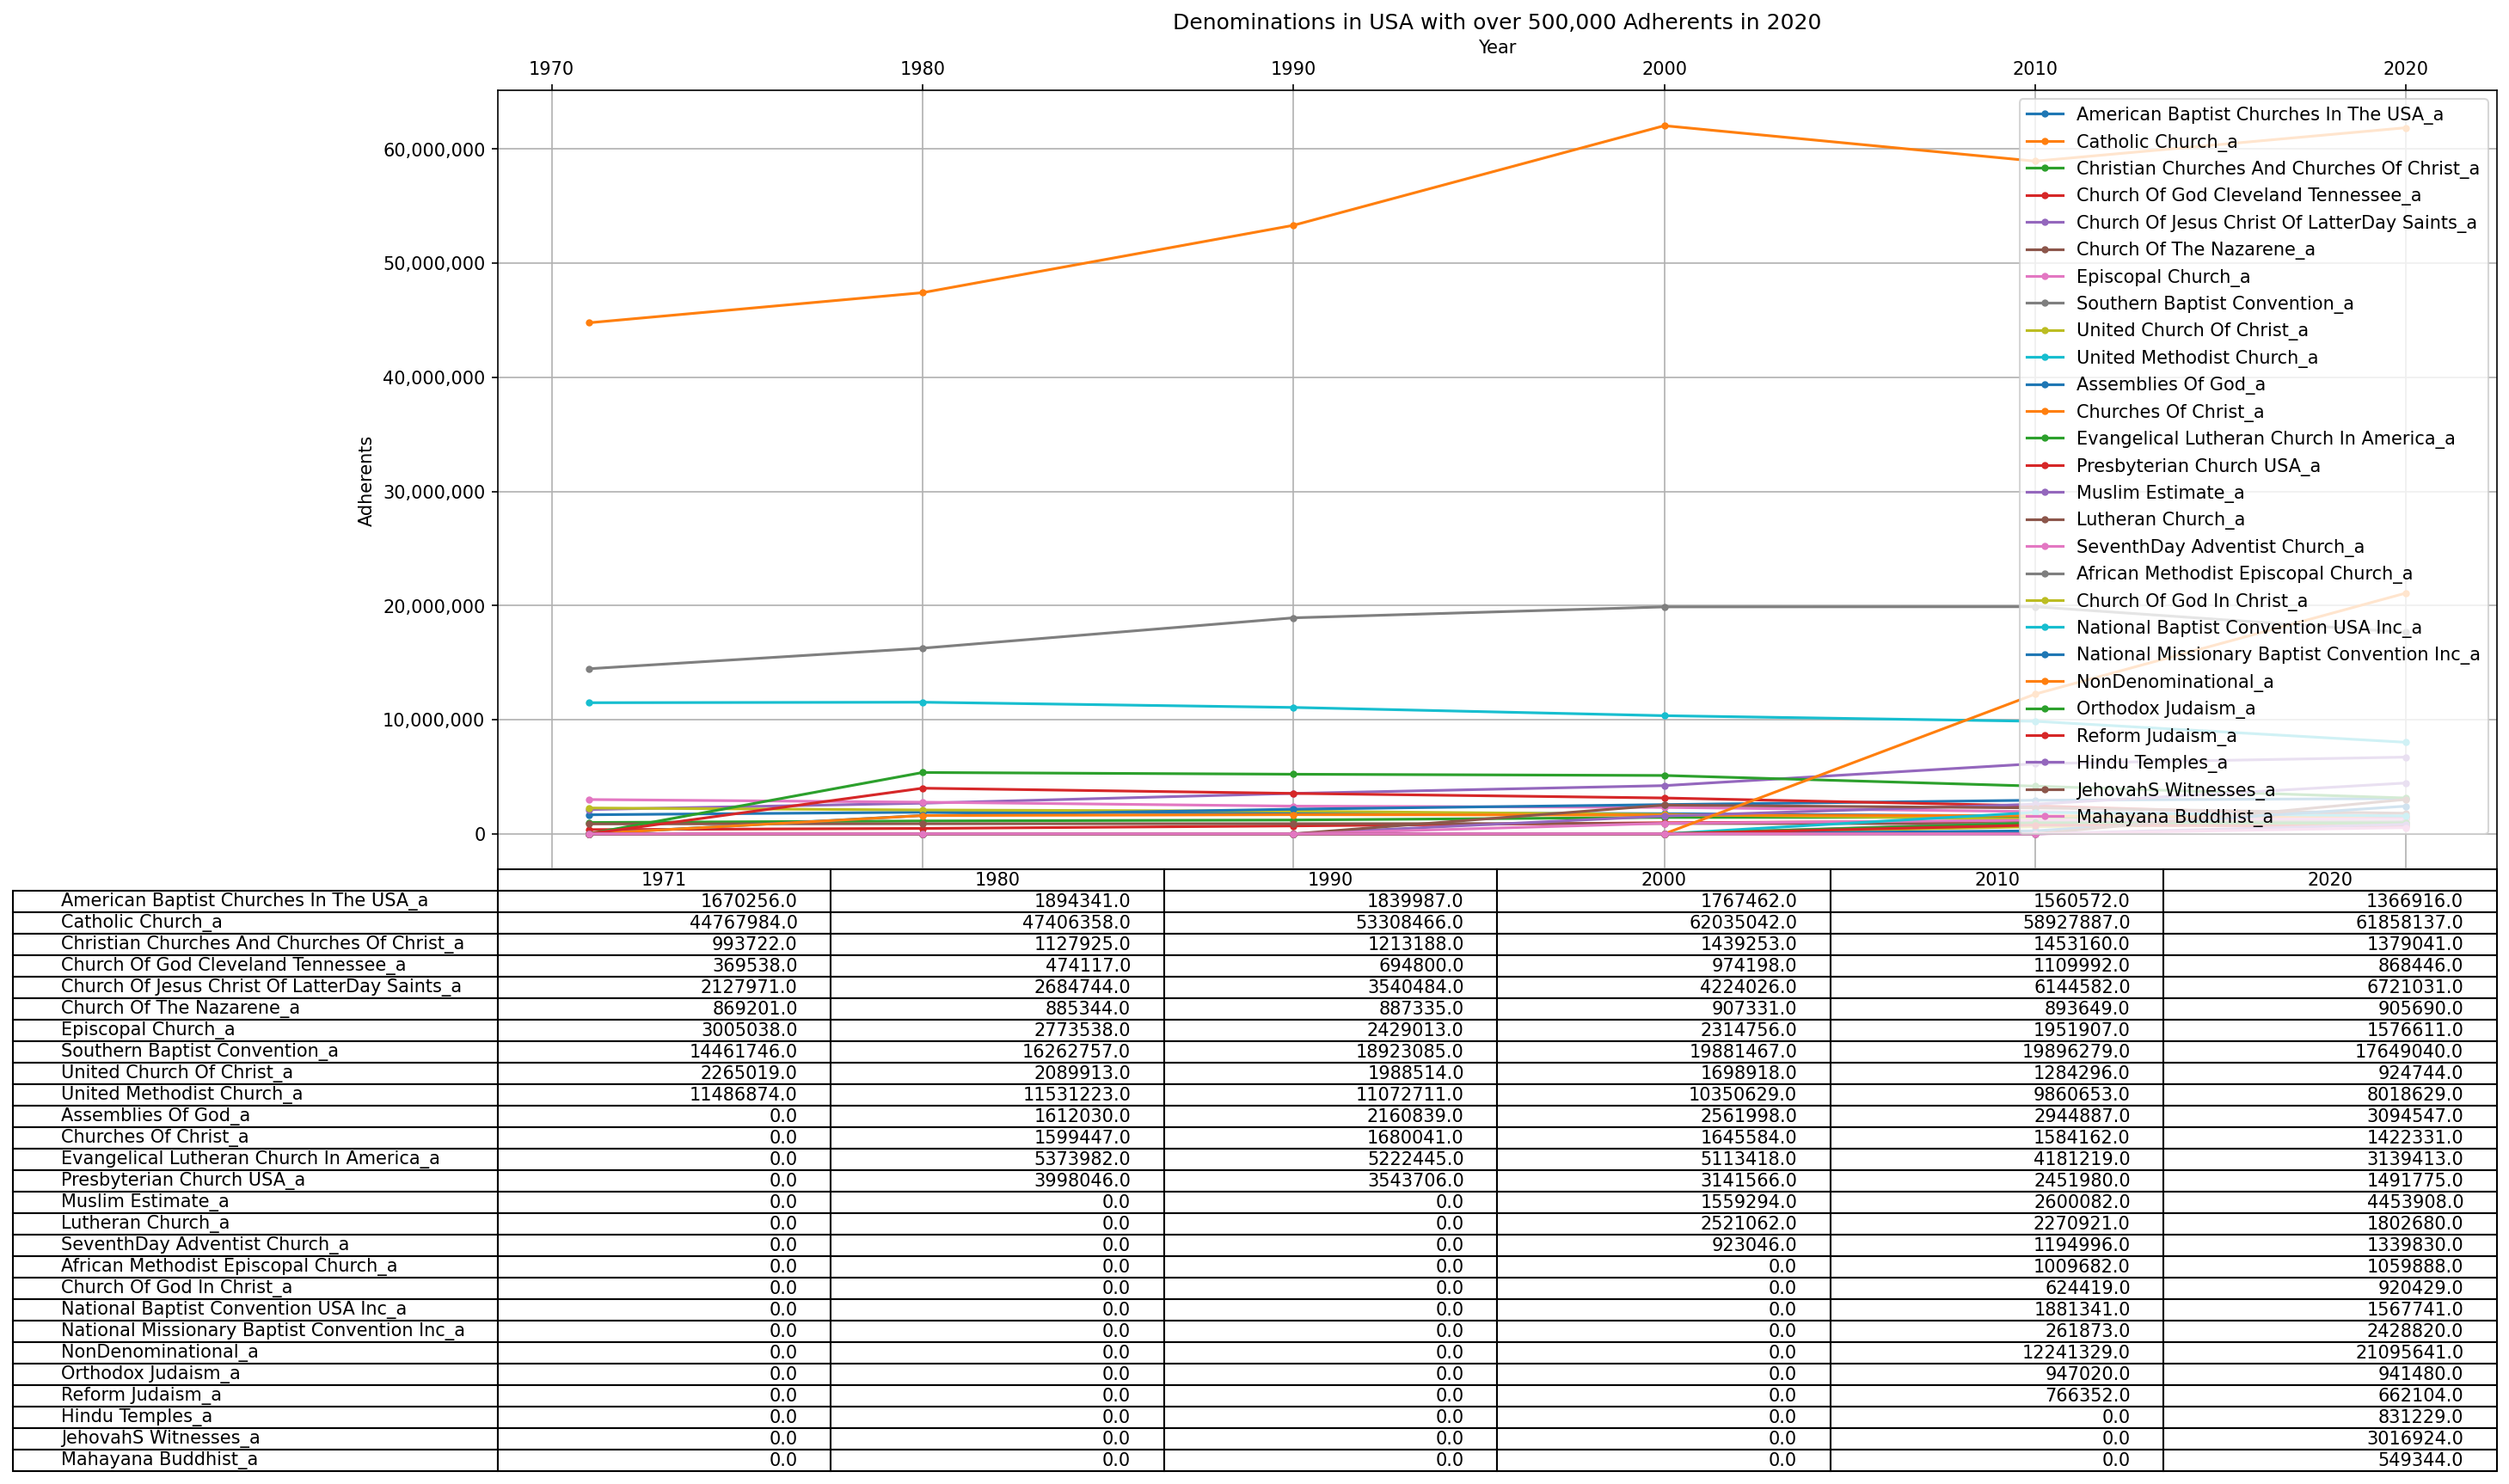 Denominations in USA with over 500,000 Adherents in 2020
Year
1970 1980 1990 2000 2010 2020
60,000,000
50,000,000
40,000,000
30,000,000
20,000,000
10,000,000
0
Adherents
American Baptist Churches In The USA_a
Catholic Church_a
Christian Churches And Churches Of Christ_a
Church Of God Cleveland Tennessee_a
Church Of Jesus Christ Of LatterDay Saints_a
Church Of The Nazarene_a
Episcopal Church_a
Southern Baptist Convention_a
United Church Of Christ_a
United Methodist Church_a
Assemblies Of God_a
Churches Of Christ_a
Evangelical Lutheran Church In America_a
Presbyterian Church USA_a
Muslim Estimate_a
Lutheran Church_a
SeventhDay Adventist Church_a
African Methodist Episcopal Church_a
Church Of God In Christ_a
National Baptist Convention USA Inc_a
National Missionary Baptist Convention Inc_a
NonDenominational_a
Orthodox Judaism_a
Reform Judaism_a
Hindu Temples_a
JehovahS Witnesses_a
Mahayana Buddhist_a
1971 1980 1990 2000 2010 2020
American Baptist Churches In The USA_a 1670256.0 1894341.0 1839987.0 1767462.0 1560572.0 1366916.0
Catholic Church_a 44767984.0 47406358.0 53308466.0 62035042.0 58927887.0 61858137.0
Christian Churches And Churches Of Christ_a 993722.0 1127925.0 1213188.0 1439253.0 1453160.0 1379041.0
Church Of God Cleveland Tennessee_a 369538.0 474117.0 694800.0 974198.0 1109992.0 868446.0
Church Of Jesus Christ Of LatterDay Saints_a 2127971.0 2684744.0 3540484.0 4224026.0 6144582.0 6721031.0
Church Of The Nazarene_a 869201.0 885344.0 887335.0 907331.0 893649.0 905690.0
Episcopal Church_a 3005038.0 2773538.0 2429013.0 2314756.0 1951907.0 1576611.0
Southern Baptist Convention_a 14461746.0 16262757.0 18923085.0 19881467.0 19896279.0 17649040.0
United Church Of Christ_a 2265019.0 2089913.0 1988514.0 1698918.0 1284296.0 924744.0
United Methodist Church_a 11486874.0 11531223.0 11072711.0 10350629.0 9860653.0 8018629.0
Assemblies Of God_a 0.0 1612030.0 2160839.0 2561998.0 2944887.0 3094547.0
Churches Of Christ_a 0.0 1599447.0 1680041.0 1645584.0 1584162.0 1422331.0
Evangelical Lutheran Church In America_a 0.0 5373982.0 5222445.0 5113418.0 4181219.0 3139413.0
Presbyterian Church USA_a 0.0 3998046.0 3543706.0 3141566.0 2451980.0 1491775.0
Muslim Estimate_a 0.0 0.0 0.0 1559294.0 2600082.0 4453908.0
Lutheran Church_a 0.0 0.0 0.0 2521062.0 2270921.0 1802680.0
SeventhDay Adventist Church_a 0.0 0.0 0.0 923046.0 1194996.0 1339830.0
African Methodist Episcopal Church_a 0.0 0.0 0.0 0.0 1009682.0 1059888.0
Church Of God In Christ_a 0.0 0.0 0.0 0.0 624419.0 920429.0
National Baptist Convention USA Inc_a 0.0 0.0 0.0 0.0 1881341.0 1567741.0
National Missionary Baptist Convention Inc_a 0.0 0.0 0.0 0.0 261873.0 2428820.0
NonDenominational_a 0.0 0.0 0.0 0.0 12241329.0 21095641.0
Orthodox Judaism_a 0.0 0.0 0.0 0.0 947020.0 941480.0
Reform Judaism_a 0.0 0.0 0.0 0.0 766352.0 662104.0
Hindu Temples_a 0.0 0.0 0.0 0.0 0.0 831229.0
JehovahS Witnesses_a 0.0 0.0 0.0 0.0 0.0 3016924.0
Mahayana Buddhist_a 0.0 0.0 0.0 0.0 0.0 549344.0